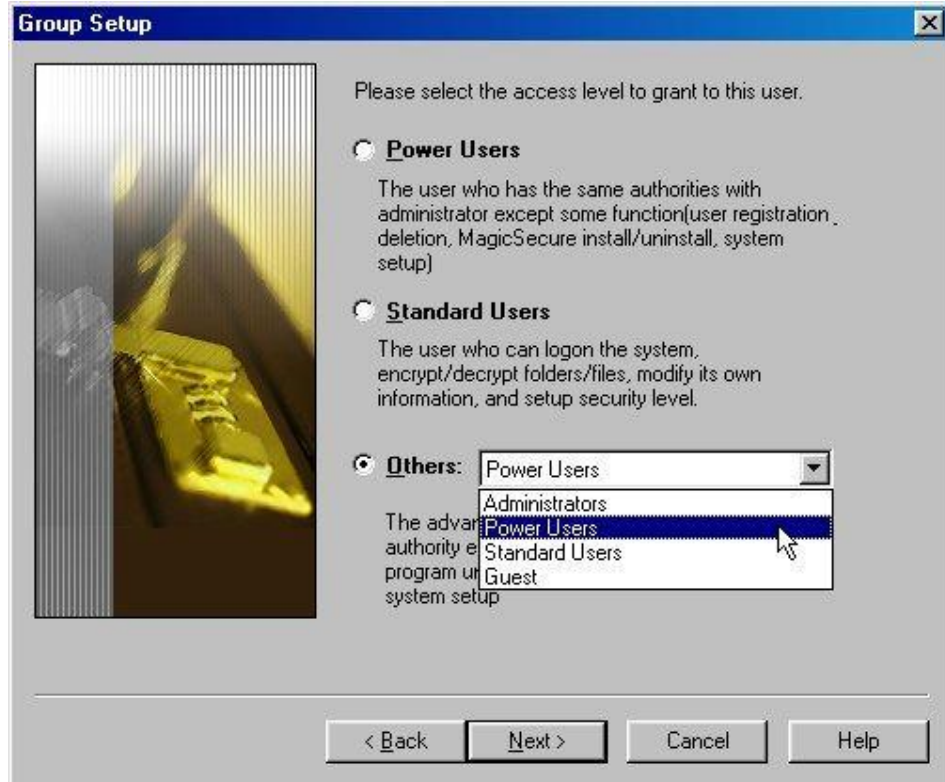 Group Setup
Please select the access level to grant to this user.
Power Users
The user who has the same authorities with
administrator except some function(user registration ,
deletion, MagicSecure install/uninstall, system
setup)
Standard Users
The user who can logon the system,
encrypt/decrypt folders/files, modify its own
information, and setup security level.
Others: Power Users
Administrators
The
Power Users
authority
Standard Users
program
Guest
system setup
< Back Next > Cancel Help